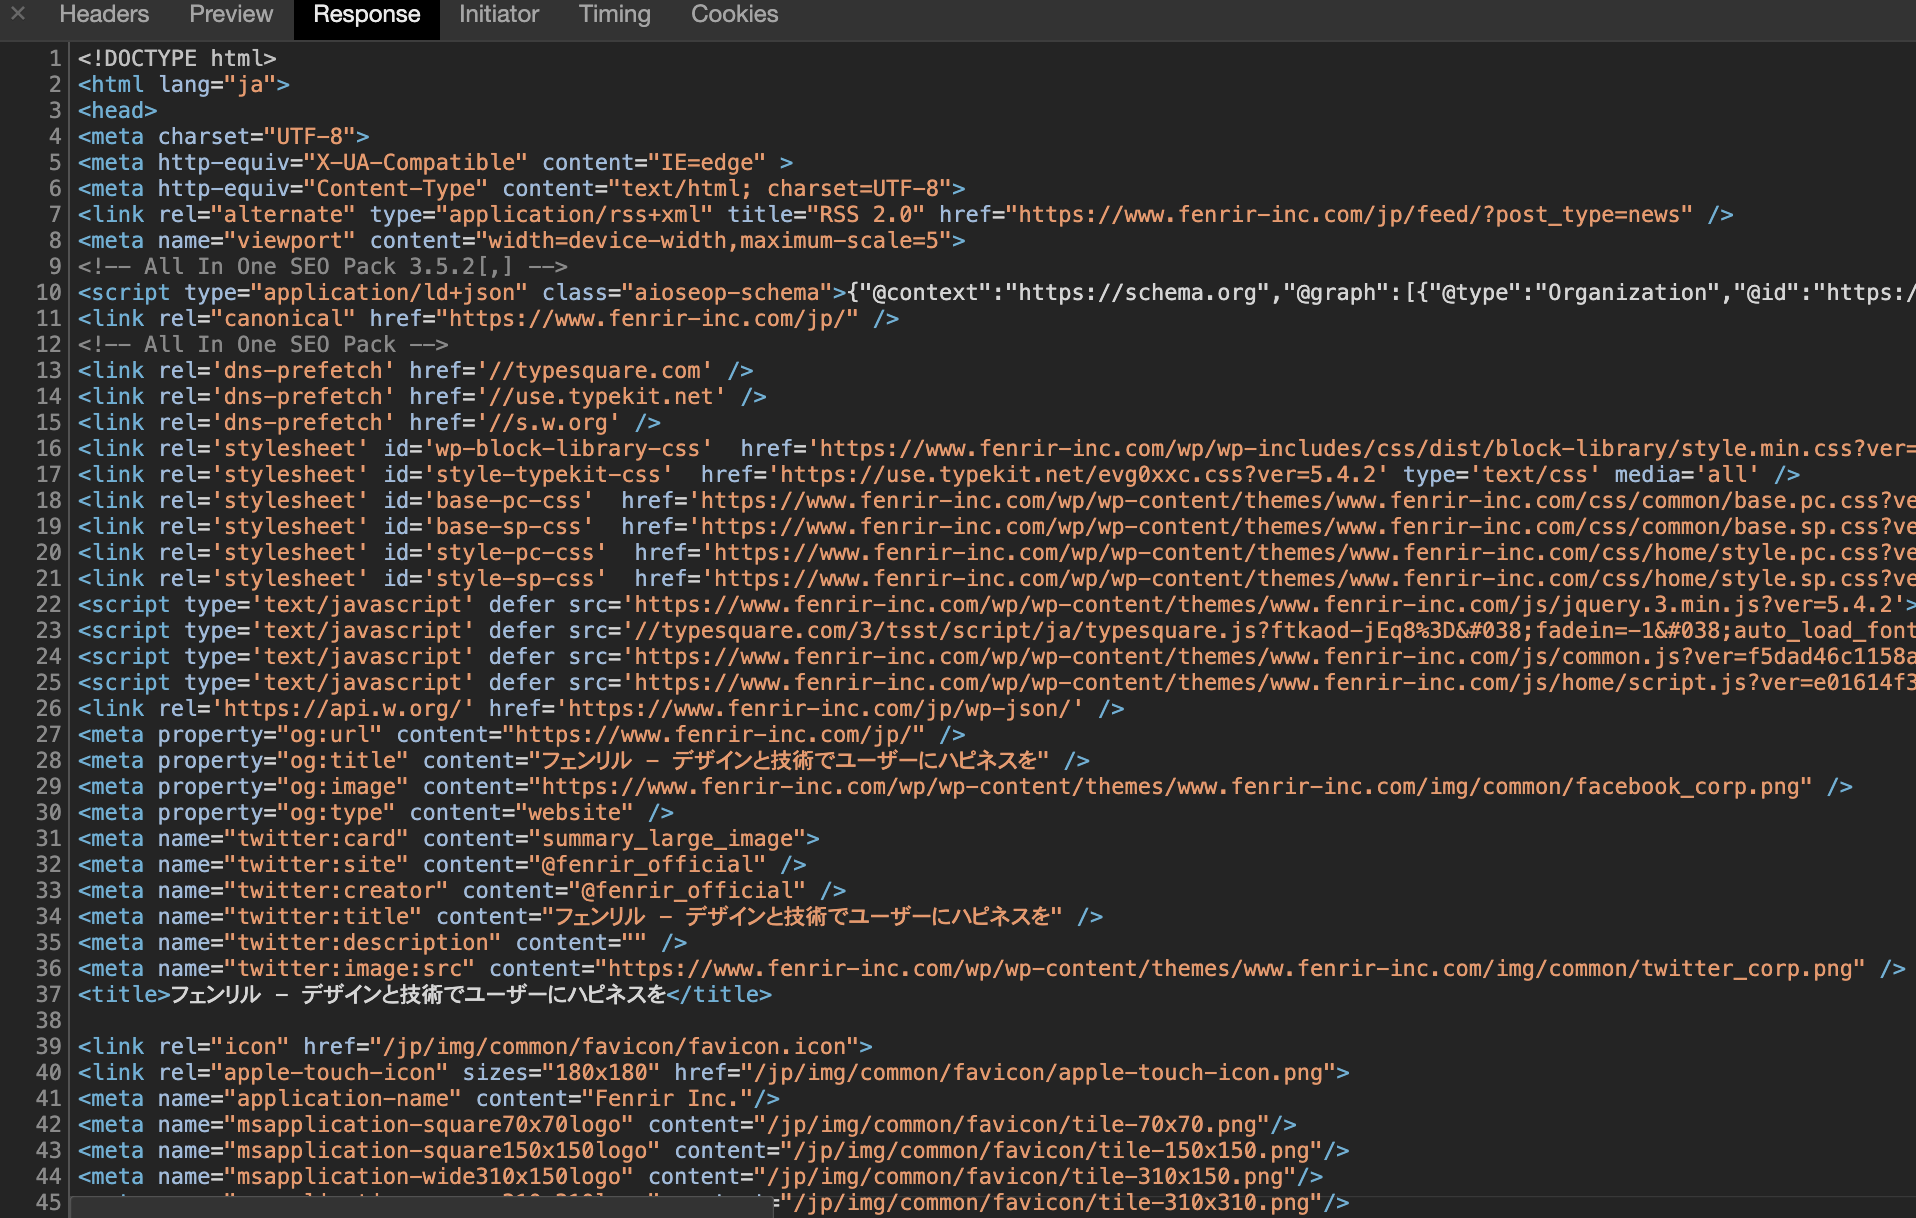 × Headers Preview Response Initiator Timing Cookies
1 <!DOCTYPE html>
2 <html lang="ja">
3 <head>
4 <meta charset="UTF-8">
5 <meta http-equiv="X-UA-Compatible" content="IE=edge" >
6 <meta http-equiv="Content-Type" content="text/html; charset=UTF-8">
7 <link rel="alternate" type="application/rss+xml" title="RSS 2.0" href="https://www.fenrir-inc.com/jp/feed/?post_type=news" />
8 <meta name="viewport" content="width=device-width,maximum-scale=5">
9 <!-- All In One SEO Pack 3.5.2[,] -->
10 <script type="application/ld+json" class="aioseop-schema">{"@context":"https://schema.org","@graph":[{"@type":"Organization","@id":"https:/
11 <link rel="canonical" href="https://www.fenrir-inc.com/jp/" />
12 <!-- All In One SEO Pack -->
13 <link rel='dns-prefetch' href='//typesquare.com' />
14 <link rel='dns-prefetch' href='//use.typekit.net' />
15 <link rel='dns-prefetch' href='//s.w.org' />
16 <link rel='stylesheet' id='wp-block-library-css'  href='https://www.fenrir-inc.com/wp/wp-includes/css/dist/block-library/style.min.css?ver=
17 <link rel='stylesheet' id='style-typekit-css'  href='https://use.typekit.net/evg0xxc.css?ver=5.4.2' type='text/css' media='all' />
18 <link rel='stylesheet' id='base-pc-css'  href='https://www.fenrir-inc.com/wp/wp-content/themes/www.fenrir-inc.com/css/common/base.pc.css?ve
19 <link rel='stylesheet' id='base-sp-css'  href='https://www.fenrir-inc.com/wp/wp-content/themes/www.fenrir-inc.com/css/common/base.sp.css?ve
20 <link rel='stylesheet' id='style-pc-css'  href='https://www.fenrir-inc.com/wp/wp-content/themes/www.fenrir-inc.com/css/home/style.pc.css?ve
21 <link rel='stylesheet' id='style-sp-css'  href='https://www.fenrir-inc.com/wp/wp-content/themes/www.fenrir-inc.com/css/home/style.sp.css?ve
22 <script type='text/javascript' defer src='https://www.fenrir-inc.com/wp/wp-content/themes/www.fenrir-inc.com/js/jquery.3.min.js?ver=5.4.2'>
23 <script type='text/javascript' defer src='//typesquare.com/3/tsst/script/ja/typesquare.js?ftkaod-jEq8%3D&#038;fadein=-1&#038;auto_load_font
24 <script type='text/javascript' defer src='https://www.fenrir-inc.com/wp/wp-content/themes/www.fenrir-inc.com/js/common.js?ver=f5dad46c1158a
25 <script type='text/javascript' defer src='https://www.fenrir-inc.com/wp/wp-content/themes/www.fenrir-inc.com/js/home/script.js?ver=e01614f3
26 <link rel='https://api.w.org/' href='https://www.fenrir-inc.com/jp/wp-json/' />
27 <meta property="og:url" content="https://www.fenrir-inc.com/jp/" />
28 <meta property="og:title" content="フェンリル – デザインと技術でユーザーにハピネスを" />
29 <meta property="og:image" content="https://www.fenrir-inc.com/wp/wp-content/themes/www.fenrir-inc.com/img/common/facebook_corp.png" />
30 <meta property="og:type" content="website" />
31 <meta name="twitter:card" content="summary_large_image">
32 <meta name="twitter:site" content="@fenrir_official" />
33 <meta name="twitter:creator" content="@fenrir_official" />
34 <meta name="twitter:title" content="フェンリル – デザインと技術でユーザーにハピネスを" />
35 <meta name="twitter:description" content="" />
36 <meta name="twitter:image:src" content="https://www.fenrir-inc.com/wp/wp-content/themes/www.fenrir-inc.com/img/common/twitter_corp.png" />
37 <title>フェンリル – デザインと技術でユーザーにハピネスを</title>
38
39 <link rel="icon" href="/jp/img/common/favicon/favicon.icon">
40 <link rel="apple-touch-icon" sizes="180x180" href="/jp/img/common/favicon/apple-touch-icon.png">
41 <meta name="application-name" content="Fenrir Inc."/>
42 <meta name="msapplication-square70x70logo" content="/jp/img/common/favicon/tile-70x70.png"/>
43 <meta name="msapplication-square150x150logo" content="/jp/img/common/favicon/tile-150x150.png"/>
44 <meta name="msapplication-wide310x150logo" content="/jp/img/common/favicon/tile-310x150.png"/>
45 ="/jp/img/common/favicon/tile-310x310.png"/>